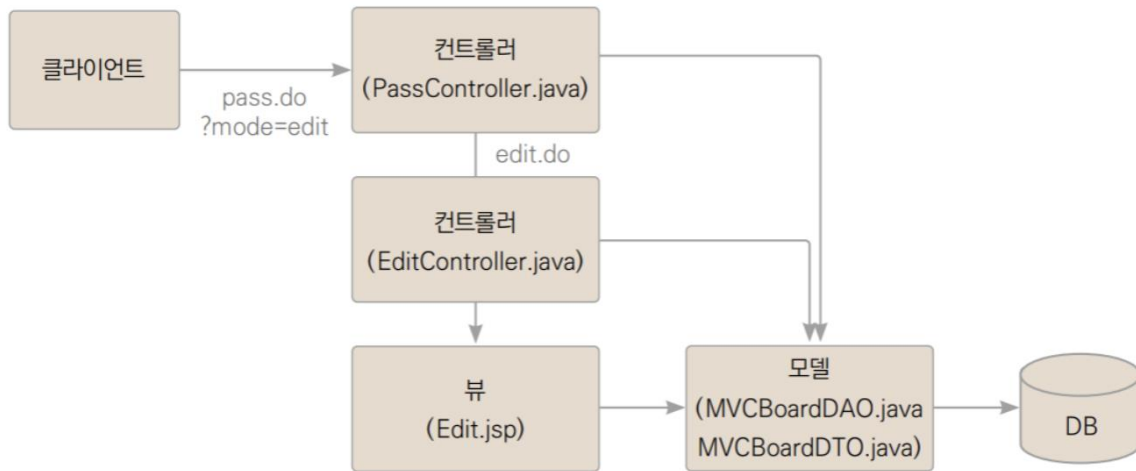 클라이언트
pass.do
?mode=edit
컨트롤러
(PassController.java)
edit.do
컨트롤러
(EditController.java)
뷰
(Edit.jsp)
모델
(MVCBoardDAO.java
MVCBoardDTO.java)
DB